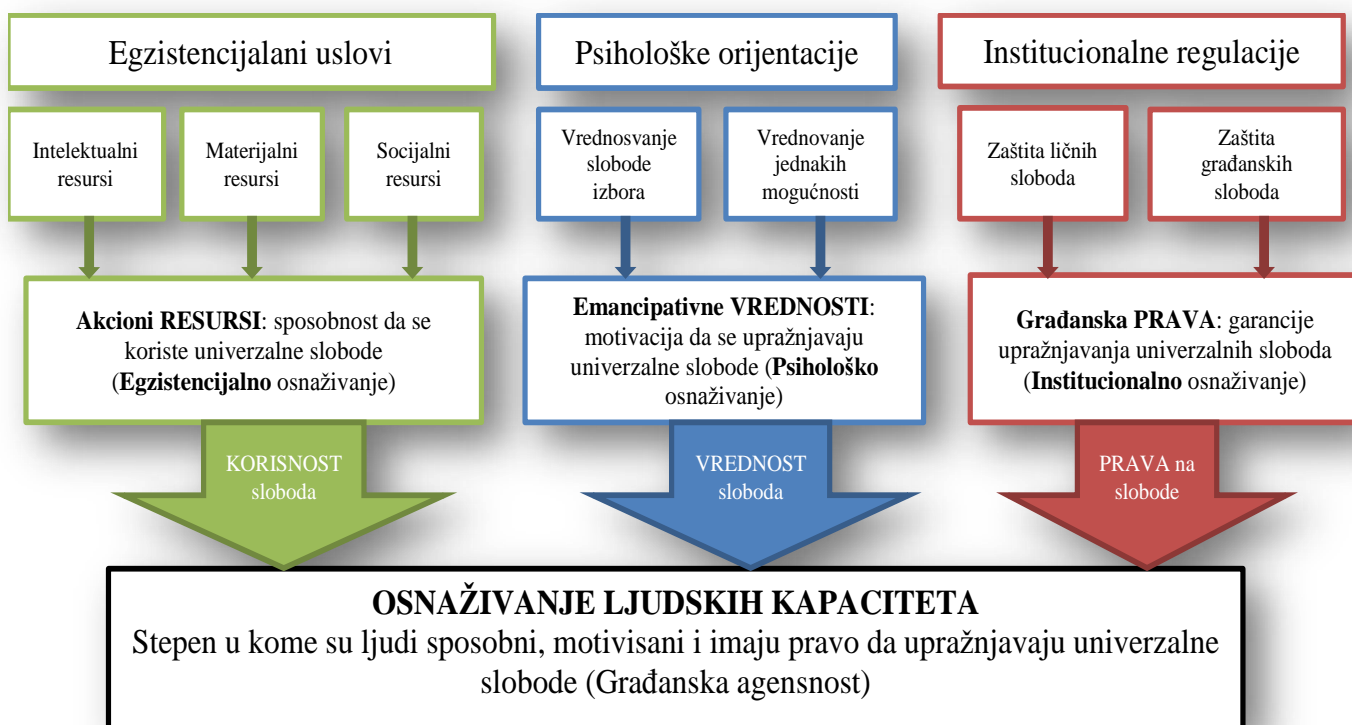 Egzistencijalani uslovi
Psihološke orijentacije
Institucionalne regulacije
Intelektualni
resursi
Materijalni
resursi
Socijalni
resursi
Vrednosvanje
slobode
izbora
Vrednovanje
jednakih
mogućnosti
Zaštita ličnih
sloboda
Zaštita
građanskih
sloboda
Akcioni RESURSI: sposobnost da se
koriste univerzalne slobode
(Egzistencijalno osnaživanje)
Emancipativne VREDNOSTI:
motivacija da se upražnjavaju
univerzalne slobode (Psihološko
osnaživanje)
Građanska PRAVA: garancije
upražnjavanja univerzalnih sloboda
(Institucionalno osnaživanje)
KORISNOST
sloboda
VREDNOST
sloboda
PRAVA na
slobode
OSNAŽIVANJE LJUDSKIH KAPACITETA
Stepen u kome su ljudi sposobni, motivisani i imaju pravo da upražnjavaju univerzalne
slobode (Građanska agensnost)